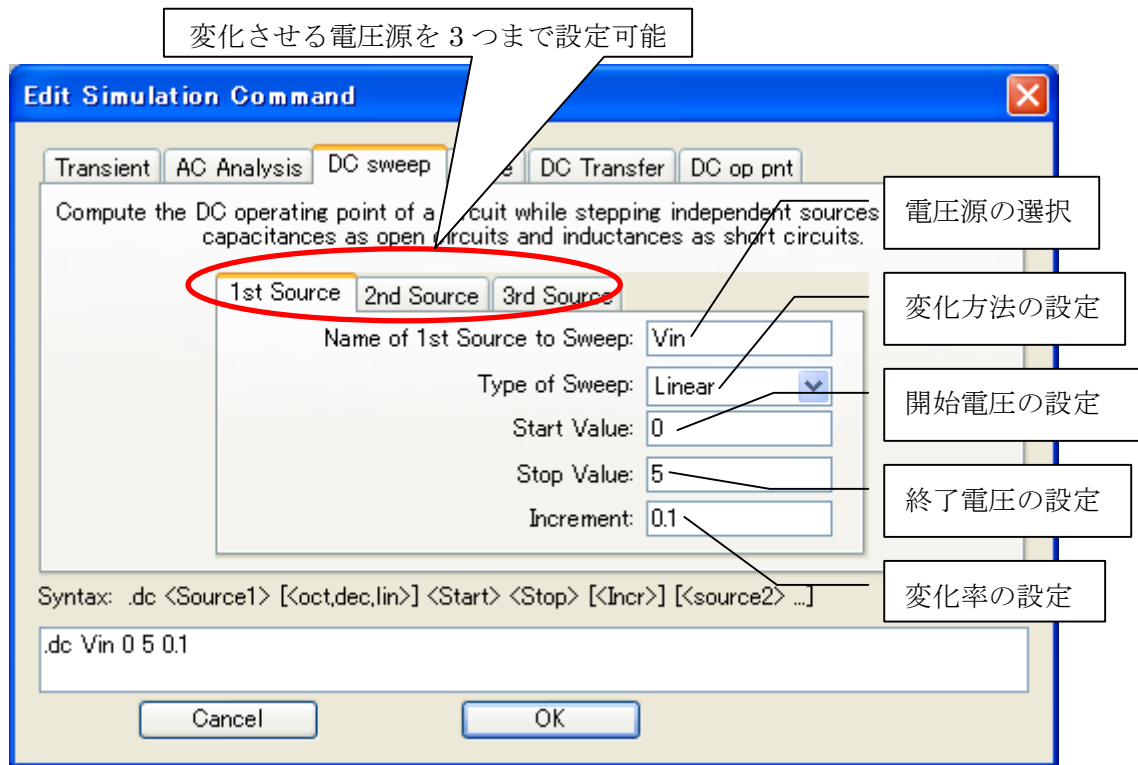 変化させる電圧源を3つまで設定可能
Edit Simulation Command
Transient AC Analysis DC sweep DC Transfer DC op pnt
Compute the DC operating point of a circuit while stepping independent sources
capacitances as open circuits and inductances as short circuits.
電圧源の選択
1st Source 2nd Source 3rd Source
Name of 1st Source to Sweep: Vin
変化方法の設定
Type of Sweep: Linear
Start Value: 0
開始電圧の設定
Stop Value: 5
終了電圧の設定
Increment: 0.1
変化率の設定
Syntax: .dc <Source1> [<oct,dec,lin>] <Start> <Stop> [<Incr>] [<source2> ...]
.dc Vin 0 5 0.1
Cancel OK